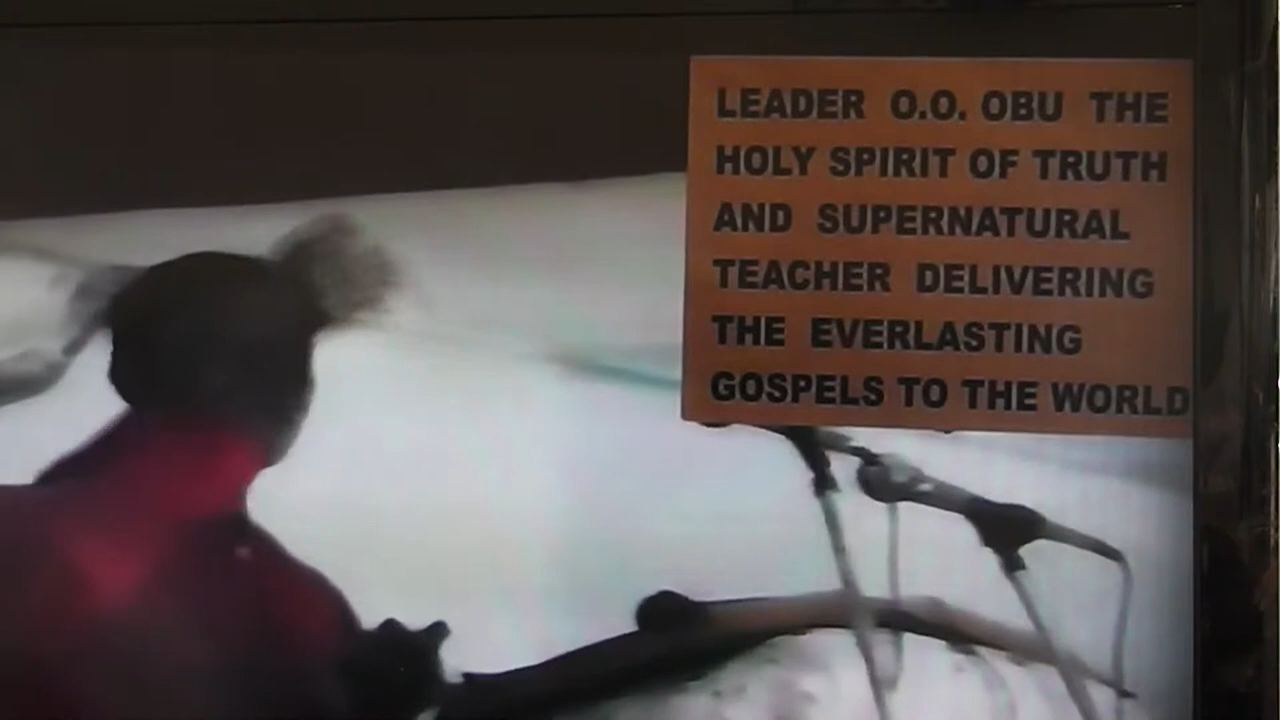 LEADER O.O. OBU THE
HOLY SPIRIT OF TRUTH
AND SUPERNATURAL
TEACHER DELIVERING
THE EVERLASTING
GOSPELS TO THE WORLD